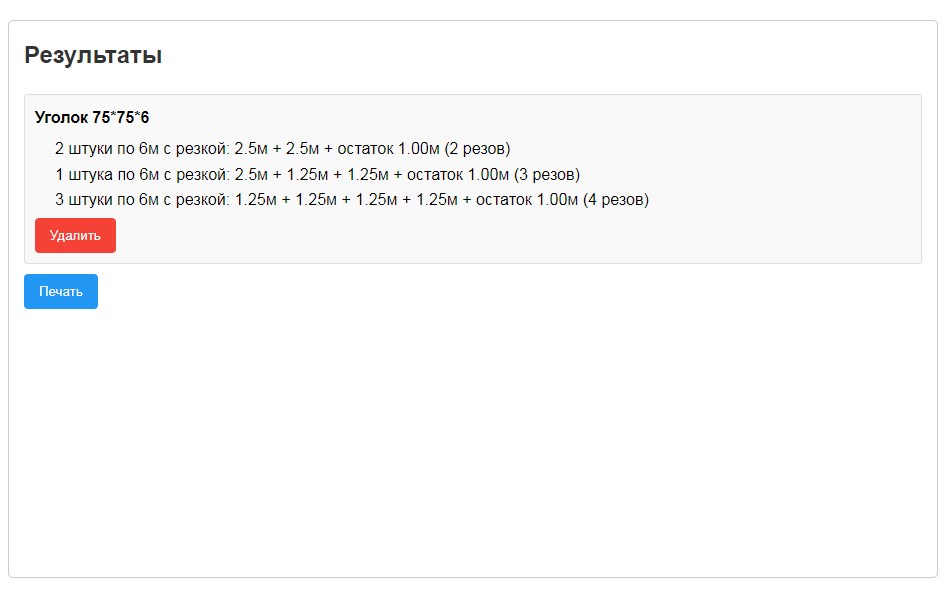 Результаты
Уголок 75*75*6
2 штуки по 6м с резкой: 2.5м + 2.5м + остаток 1.00м (2 резов)
1 штука по 6м с резкой: 2.5м + 1.25м + 1.25м + остаток 1.00м (3 резов)
3 штуки по 6м с резкой: 1.25м + 1.25м + 1.25м + 1.25м + остаток 1.00м (4 резов)
Удалить
Печать